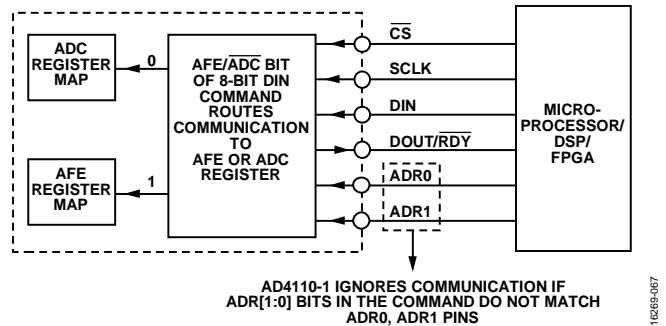 ADC
REGISTER
MAP
0
AFE
REGISTER
MAP
1
AFE/ADC BIT
OF 8-BIT DIN
COMMAND
ROUTES
COMMUNICATION
TO
AFE OR ADC
REGISTER
CS
SCLK
DIN
DOUT/RDY
ADR0
ADR1
MICRO-
PROCESSOR/
DSP/
FPGA
AD4110-1 IGNORES COMMUNICATION IF
ADR[1:0] BITS IN THE COMMAND DO NOT MATCH
ADR0, ADR1 PINS
16269-067